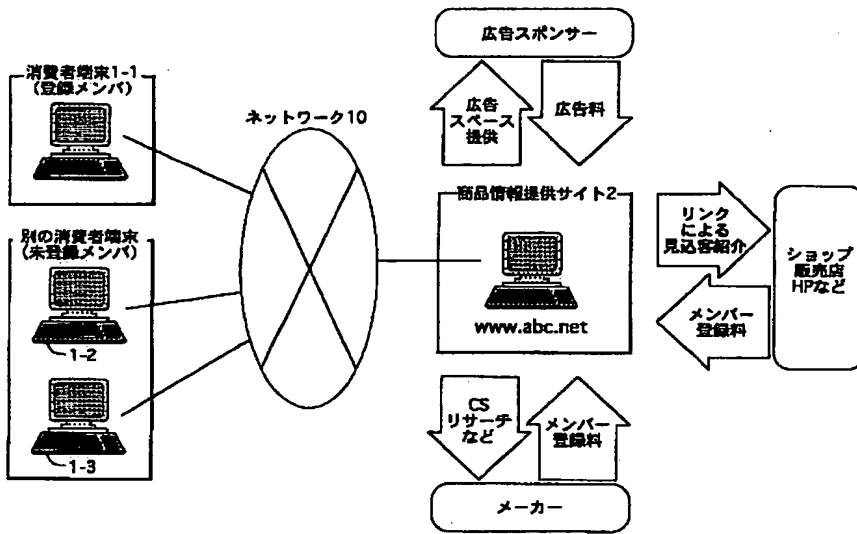 広告スポンサー
消費者端末1-1
(登録メンバ)
ネットワーク10
広告
スペース
提供
広告料
商品情報提供サイト2
リンク
による
見込客紹介
別の消費者端末
(未登録メンバ)
ショップ
販売店
HPなど
メンバー
登録料
www.abc.net
1-2
CS
リサーチ
など
メンバー
登録料
1-3
メーカー